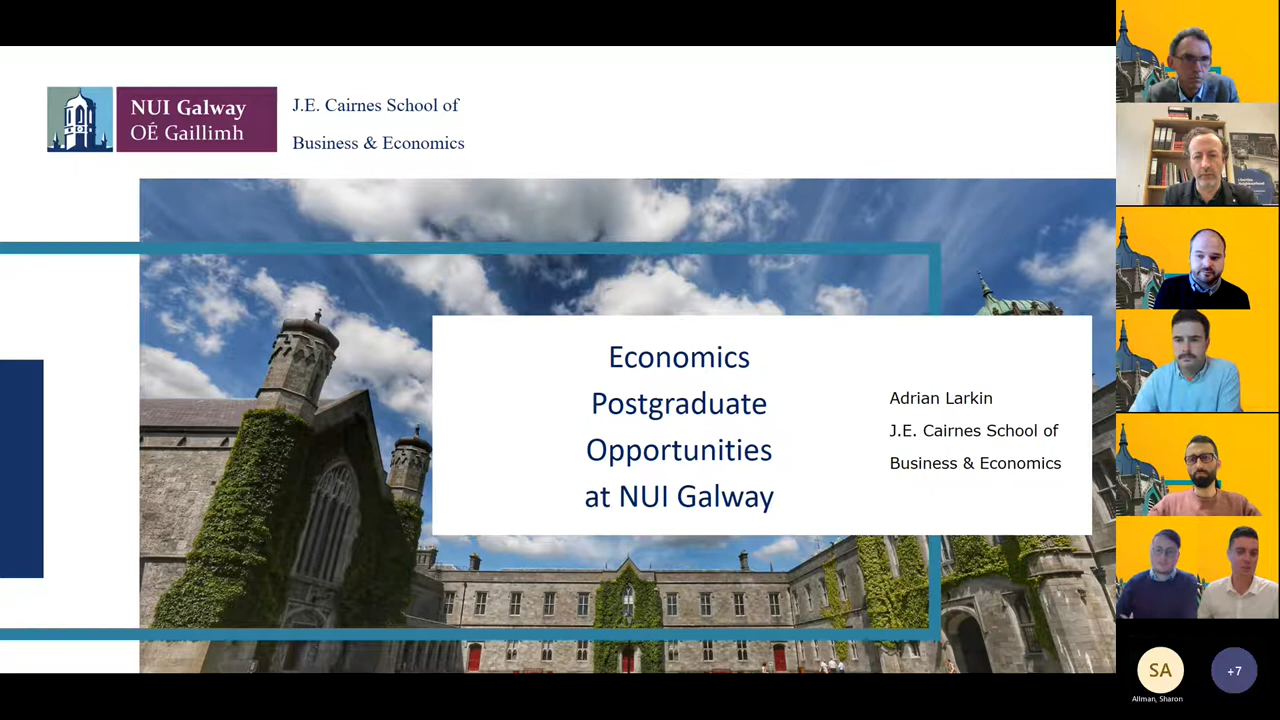 NUI Galway
OÉ Gaillimh
J.E. Cairnes School of
Business & Economics
Economics
Postgraduate
Opportunities
at NUI Galway
Adrian Larkin
J.E. Cairnes School of
Business & Economics
SA
Allman, Sharon
+7